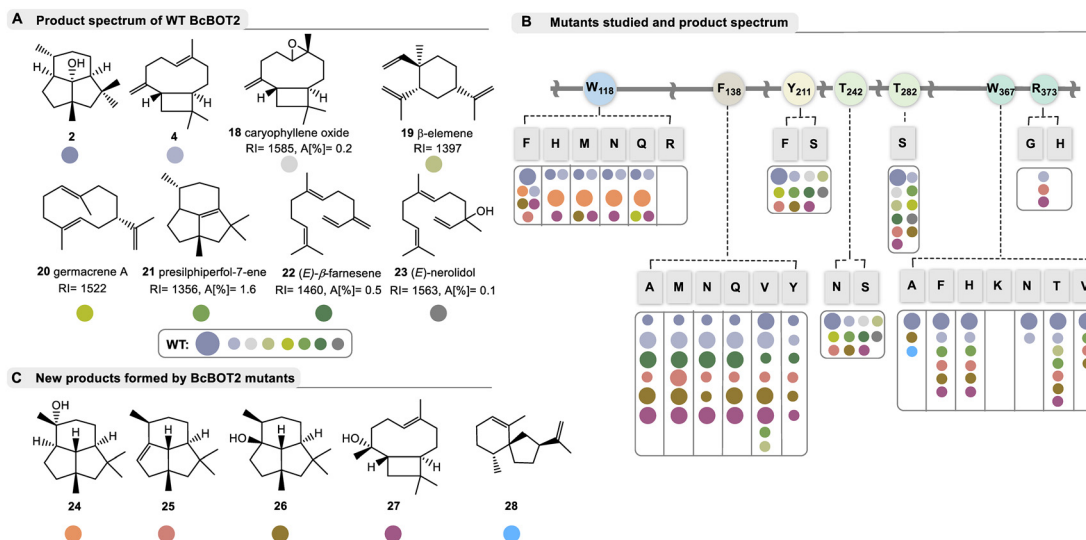 A Product spectrum of WT BcBOT2
OH
H H
2
H
H
4
O
H
H
18 caryophyllene oxide
RI= 1585, A[%]= 0.2
19 β-elemene
RI= 1397
20 germacrene A
RI= 1522
21 presilphiperfol-7-ene
RI= 1356, A[%]= 1.6
22 (E)-β-farnesene
RI= 1460, A[%]= 0.5
OH
23 (E)-nerolidol
RI= 1563, A[%]= 0.1
WT:
B Mutants studied and product spectrum
W118 F138 Y211 T242 T282 W367 R373
F H M N Q R
F S
S
G H
A M N Q V Y
N S
A F H K N T V
C New products formed by BcBOT2 mutants
OH
H H
H
24
H
H
25
HO H
H
26
HO
H
H
27
28